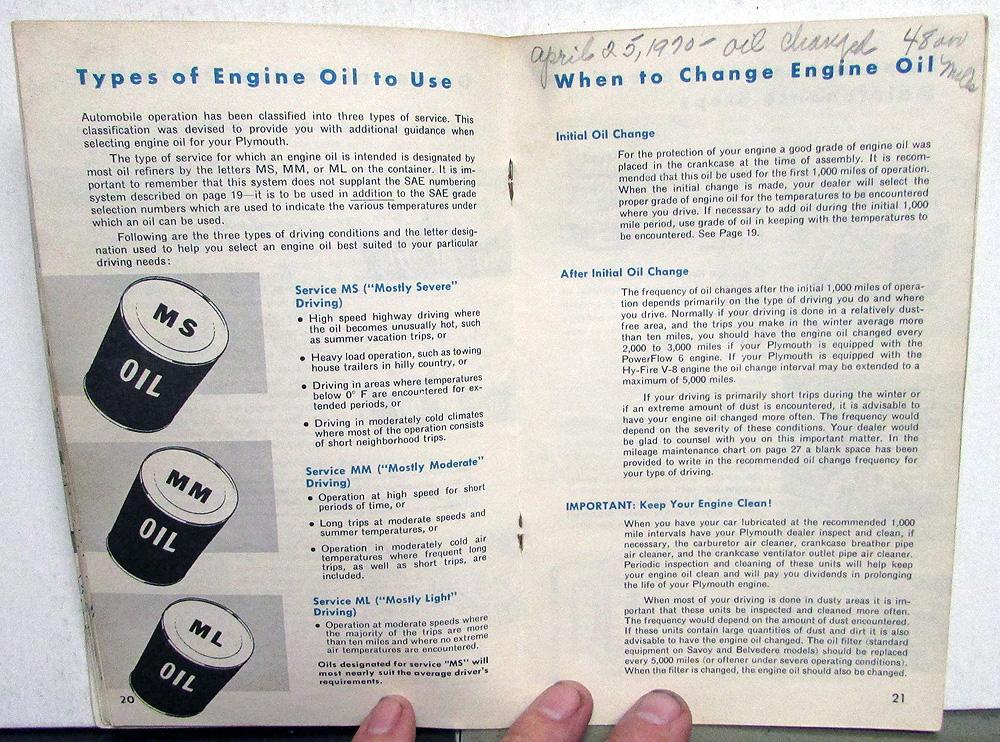 Types of Engine Oil to Use
Automobile operation has been classified into three types of service. This
classification was devised to provide you with additional guidance when
selecting engine oil for your Plymouth.
The type of service for which an engine oil is intended is designated by
most oil refiners by the letters MS, MM, or ML on the container. It is im-
portant to remember that this system does not supplant the SAE numbering
system described on page 19—it is to be used in addition to the SAE grade
selection numbers which are used to indicate the various temperatures under
which an oil can be used.
Following are the three types of driving conditions and the letter desig-
nation used to help you select an engine oil best suited to your particular
driving needs:
MS
OIL
Service MS ("Mostly Severe"
Driving)
• High speed highway driving where
the oil becomes unusually hot, such
as summer vacation trips, or
• Heavy load operation, such as towing
house trailers in hilly country, or
• Driving in areas where temperatures
below 0° F are encountered for ex-
tended periods, or
• Driving in moderately cold climates
where most of the operation consists
of short neighborhood trips.
MM
OIL
Service MM ("Mostly Moderate"
Driving)
• Operation at high speed for short
periods of time, or
• Long trips at moderate speeds and
summer temperatures, or
• Operation in moderately cold air
temperatures where frequent long
trips, as well as short trips, are
included.
ML
OIL
Service ML ("Mostly Light"
Driving)
• Operation at moderate speeds where
the majority of the trips are more
than ten miles and where no extreme
air temperatures are encountered.
Oils designated for service "MS" will
most nearly suit the average driver's
requirements.
20
april 25, 1970 - oil changed 48000
miles
When to Change Engine Oil
Initial Oil Change
For the protection of your engine a good grade of engine oil was
placed in the crankcase at the time of assembly. It is recom-
mended that this oil be used for the first 1,000 miles of operation.
When the initial change is made, your dealer will select the
proper grade of engine oil for the temperatures to be encountered
where you drive. If necessary to add oil during the initial 1,000
mile period, use grade of oil in keeping with the temperatures to
be encountered. See Page 19.
After Initial Oil Change
The frequency of oil changes after the initial 1,000 miles of opera-
tion depends primarily on the type of driving you do and where
you drive. Normally if your driving is done in a relatively dust-
free area, and the trips you make in the winter average more
than ten miles, you should have the engine oil changed every
2,000 to 3,000 miles if your Plymouth is equipped with the
PowerFlow 6 engine. If your Plymouth is equipped with the
Hy-Fire V-8 engine the oil change interval may be extended to a
maximum of 5,000 miles.
If your driving is primarily short trips during the winter or
if an extreme amount of dust is encountered, it is advisable to
have your engine oil changed more often. The frequency would
depend on the severity of these conditions. Your dealer would
be glad to counsel with you on this important matter. In the
mileage maintenance chart on page 27 a blank space has been
provided to write in the recommended oil change frequency for
your type of driving.
IMPORTANT: Keep Your Engine Clean!
When you have your car lubricated at the recommended 1,000
mile intervals have your Plymouth dealer inspect and clean, if
necessary, the carburetor air cleaner, crankcase breather pipe
air cleaner, and the crankcase ventilator outlet pipe air cleaner.
Periodic inspection and cleaning of these units will help keep
your engine oil clean and will pay you dividends in prolonging
the life of your Plymouth engine.
When most of your driving is done in dusty areas it is im-
portant that these units be inspected and cleaned more often.
The frequency would depend on the amount of dust encountered.
If these units contain large quantities of dust and dirt it is also
advisable to have the engine oil changed. The oil filter (standard
equipment on Savoy and Belvedere models) should be replaced
every 5,000 miles (or oftener under severe operating conditions).
When the filter is changed, the engine oil should also be changed.
21